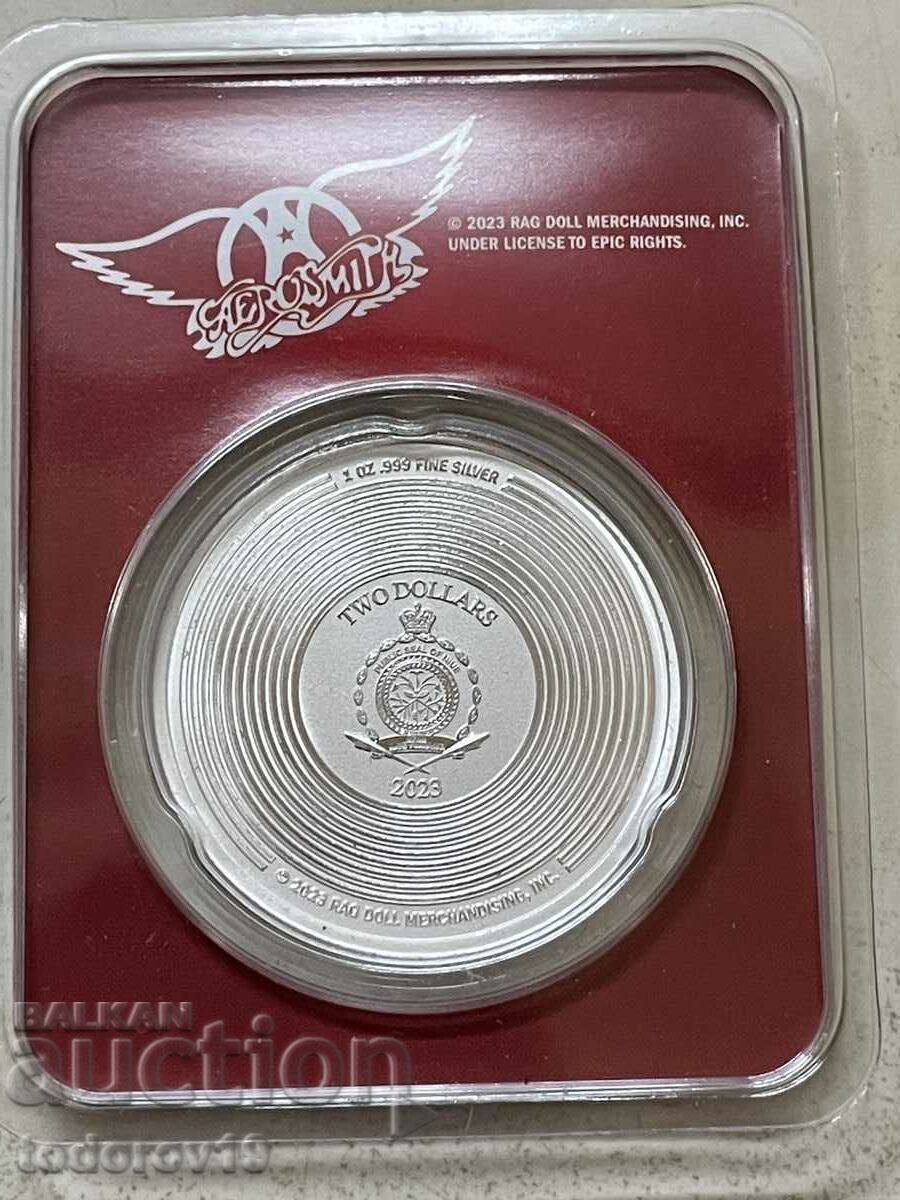 AEROSMITH
© 2023 RAG DOLL MERCHANDISING, INC.
UNDER LICENSE TO EPIC RIGHTS.
1 OZ .999 FINE SILVER
TWO DOLLARS
PUBLIC SEAL OF NIUE
2023
© 2023 RAG DOLL MERCHANDISING, INC.
BALKAN
auction
todorov19